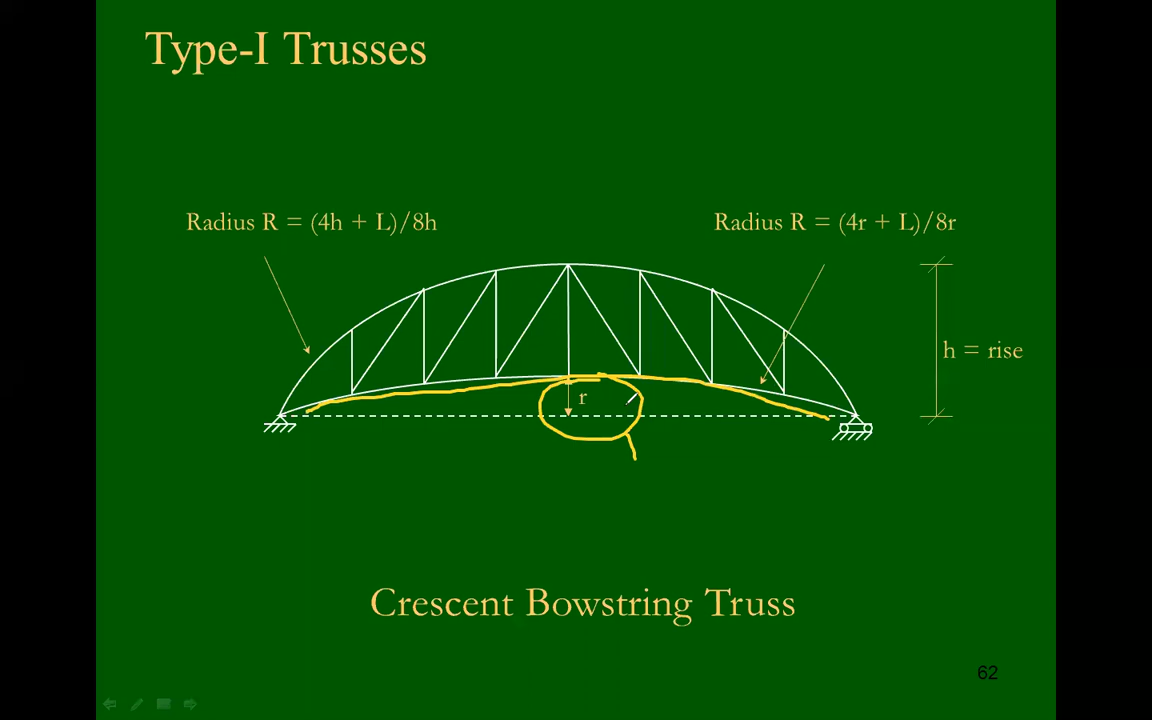 Type-I Trusses
Radius R = (4h + L)/8h
Radius R = (4r + L)/8r
h = rise
r
Crescent Bowstring Truss
62